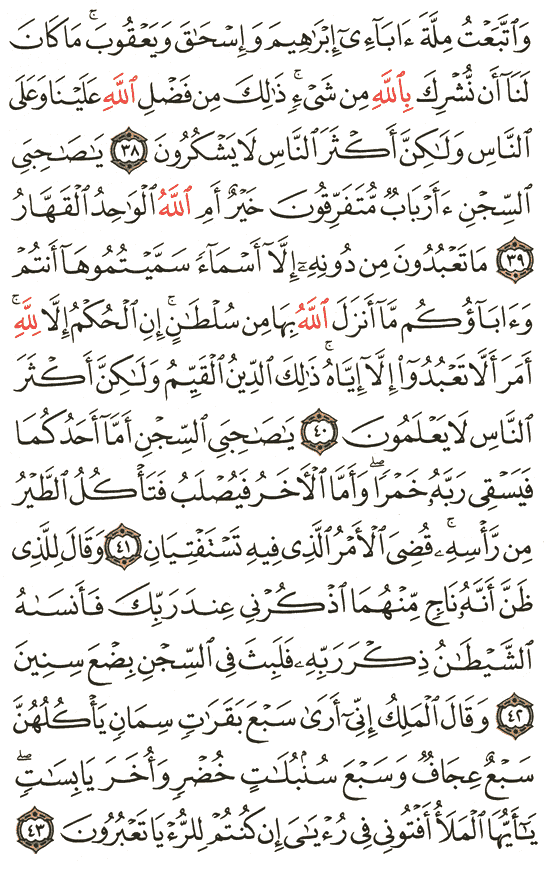 وَٱتَّبَعْتُ مِلَّةَ ءَابَآءِىٓ إِبْرَٰهِيمَ وَإِسْحَٰقَ وَيَعْقُوبَ ۚ مَا كَانَ
لَنَآ أَن نُّشْرِكَ بِٱللَّهِ مِن شَىْءٍ ۚ ذَٰلِكَ مِن فَضْلِ ٱللَّهِ عَلَيْنَا وَعَلَى
ٱلنَّاسِ وَلَٰكِنَّ أَكْثَرَ ٱلنَّاسِ لَا يَشْكُرُونَ ٣٨ يَٰصَٰحِبَىِ
ٱلسِّجْنِ ءَأَرْبَابٌ مُّتَفَرِّقُونَ خَيْرٌ أَمِ ٱللَّهُ ٱلْوَٰحِدُ ٱلْقَهَّارُ
٣٩ مَا تَعْبُدُونَ مِن دُونِهِۦٓ إِلَّآ أَسْمَآءً سَمَّيْتُمُوهَآ أَنتُمْ
وَءَابَآؤُكُم مَّآ أَنزَلَ ٱللَّهُ بِهَا مِن سُلْطَٰنٍ ۚ إِنِ ٱلْحُكْمُ إِلَّا لِلَّهِ ۚ
أَمَرَ أَلَّا تَعْبُدُوٓا۟ إِلَّآ إِيَّاهُ ۚ ذَٰلِكَ ٱلدِّينُ ٱلْقَيِّمُ وَلَٰكِنَّ أَكْثَرَ
ٱلنَّاسِ لَا يَعْلَمُونَ ٤٠ يَٰصَٰحِبَىِ ٱلسِّجْنِ أَمَّآ أَحَدُكُمَا
فَيَسْقِى رَبَّهُۥ خَمْرًا ۖ وَأَمَّا ٱلْءَاخَرُ فَيُصْلَبُ فَتَأْكُلُ ٱلطَّيْرُ
مِن رَّأْسِهِۦ ۚ قُضِىَ ٱلْأَمْرُ ٱلَّذِى فِيهِ تَسْتَفْتِيَانِ ٤١ وَقَالَ لِلَّذِى
ظَنَّ أَنَّهُۥ نَاجٍ مِّنْهُمَا ٱذْكُرْنِى عِندَ رَبِّكَ فَأَنسَىٰهُ
ٱلشَّيْطَٰنُ ذِكْرَ رَبِّهِۦ فَلَبِثَ فِى ٱلسِّجْنِ بِضْعَ سِنِينَ
٤٢ وَقَالَ ٱلْمَلِكُ إِنِّىٓ أَرَىٰ سَبْعَ بَقَرَٰتٍ سِمَانٍ يَأْكُلُهُنَّ
سَبْعٌ عِجَافٌ وَسَبْعَ سُنۢبُلَٰتٍ خُضْرٍ وَأُخَرَ يَابِسَٰتٍ ۖ
يَٰٓأَيُّهَا ٱلْمَلَأُ أَفْتُونِى فِى رُءْيَٰىَ إِن كُنتُمْ لِلرُّءْيَا تَعْبُرُونَ ٤٣